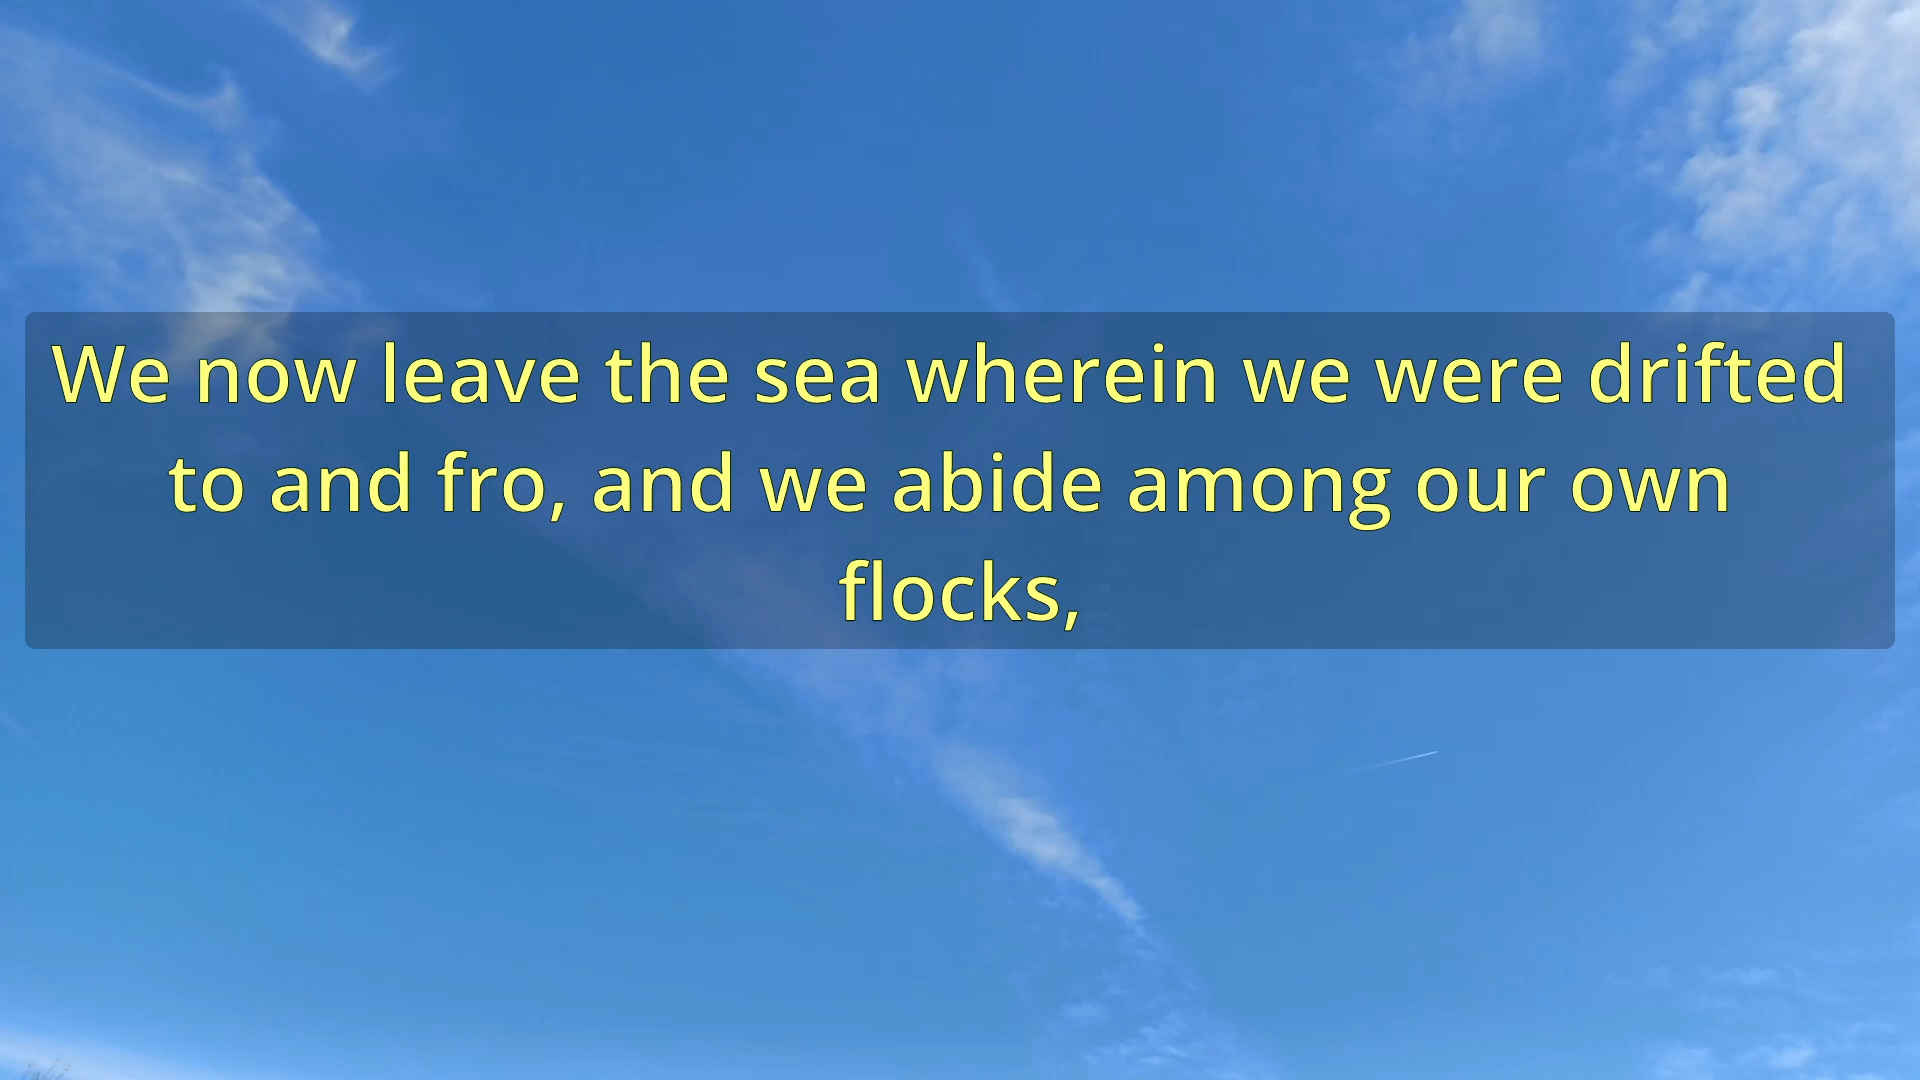 We now leave the sea wherein we were drifted
to and fro, and we abide among our own
flocks,